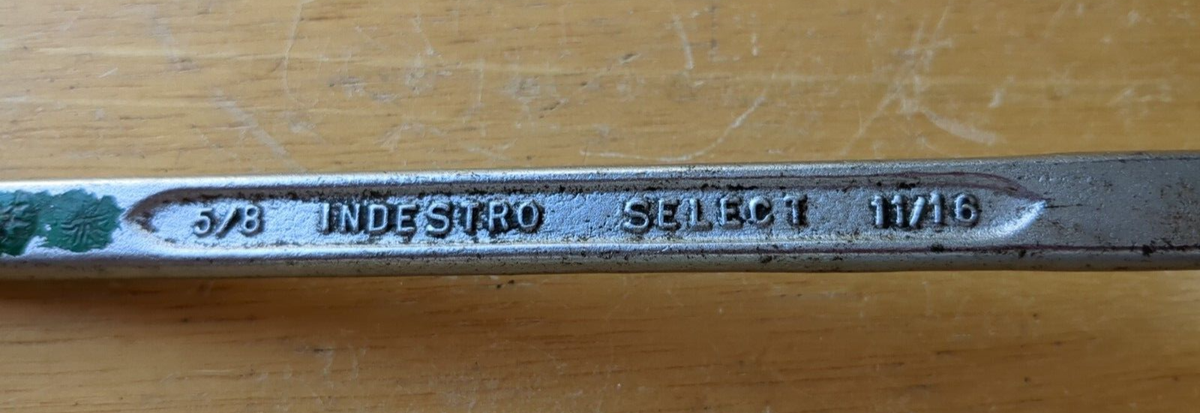 5/8 INDESTRO SELECT 11/16